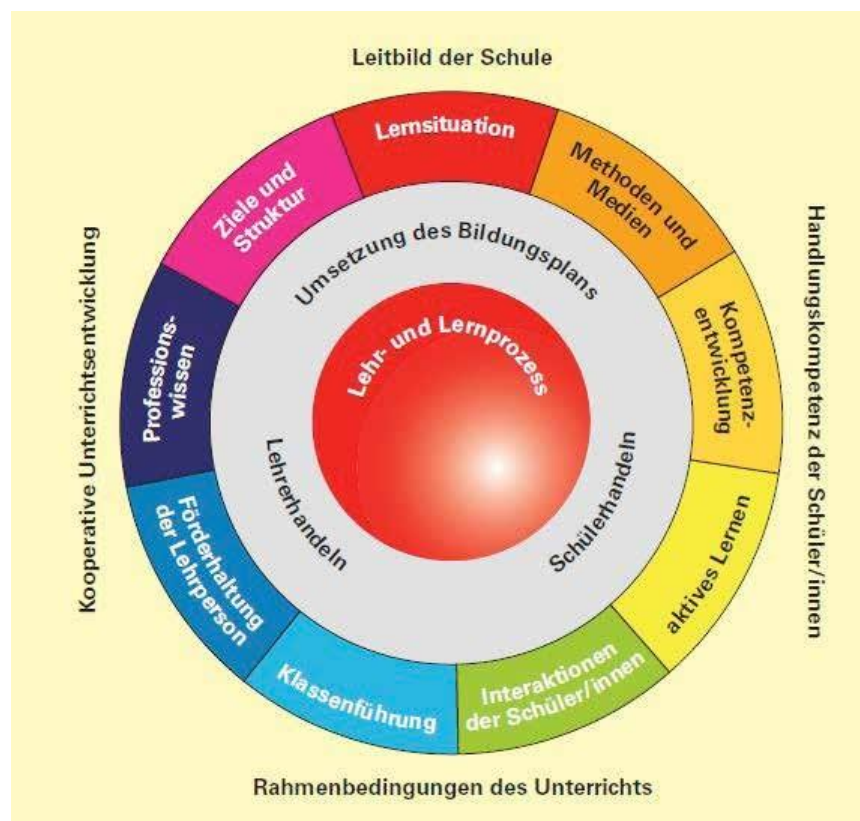 Leitbild der Schule
Lernsituation
Methoden und
Medien
Kompetenz-
entwicklung
aktives Lernen
Interaktionen
der Schüler/innen
Klassenführung
Förderhaltung
der Lehrperson
Professions-
wissen
Ziele und
Struktur
Umsetzung des Bildungsplans
Schülerhandeln
Lehrerhandeln
Lehr- und Lernprozess
Handlungskompetenz der Schüler/innen
Rahmenbedingungen des Unterrichts
Kooperative Unterrichtsentwicklung